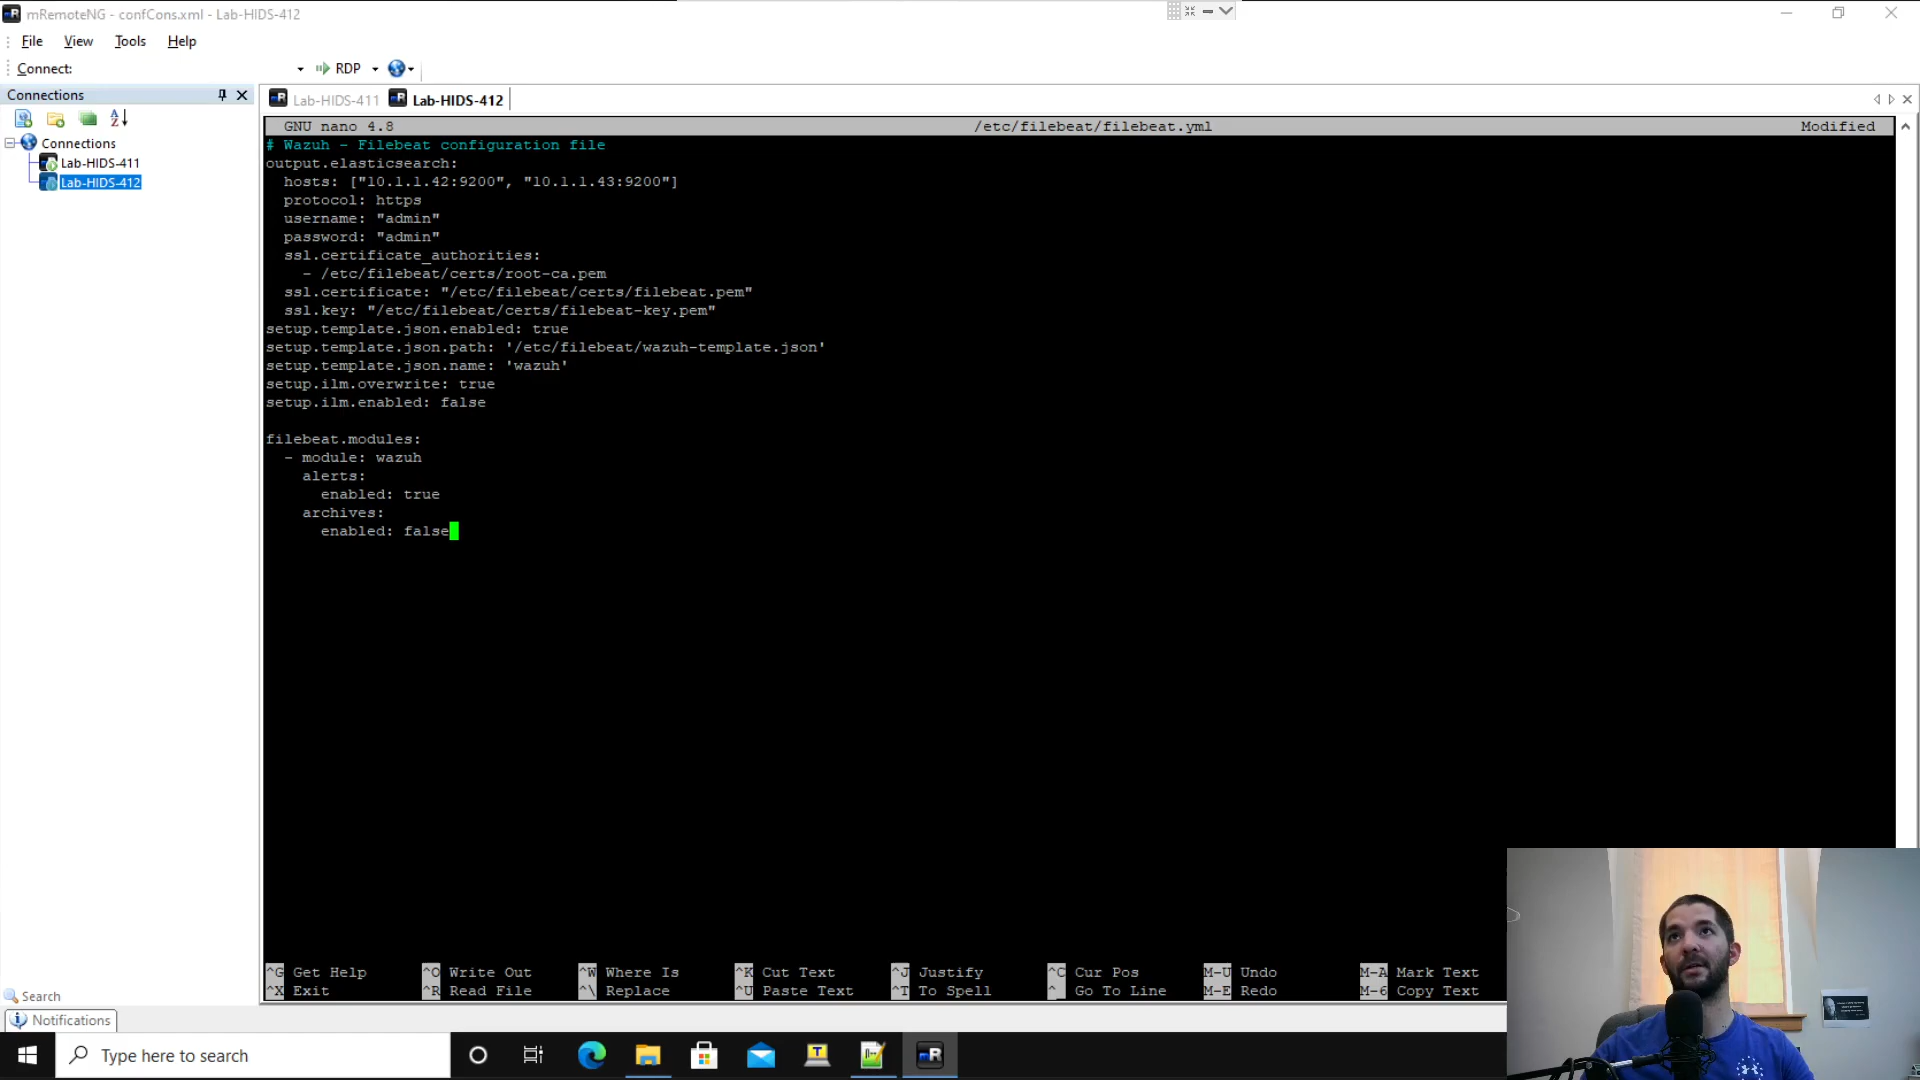 mRemoteNG - confCons.xml - Lab-HIDS-412
File View Tools Help
Connect: RDP
Connections
Lab-HIDS-411 Lab-HIDS-412
Connections
Lab-HIDS-411
Lab-HIDS-412
GNU nano 4.8 /etc/filebeat/filebeat.yml Modified
# Wazuh - Filebeat configuration file
output.elasticsearch:
hosts: ["10.1.1.42:9200", "10.1.1.43:9200"]
protocol: https
username: "admin"
password: "admin"
ssl.certificate_authorities:
- /etc/filebeat/certs/root-ca.pem
ssl.certificate: "/etc/filebeat/certs/filebeat.pem"
ssl.key: "/etc/filebeat/certs/filebeat-key.pem"
setup.template.json.enabled: true
setup.template.json.path: '/etc/filebeat/wazuh-template.json'
setup.template.json.name: 'wazuh'
setup.ilm.overwrite: true
setup.ilm.enabled: false
filebeat.modules:
- module: wazuh
alerts:
enabled: true
archives:
enabled: false
^G Get Help ^O Write Out ^W Where Is ^K Cut Text ^J Justify ^C Cur Pos M-U Undo M-A Mark Text
^X Exit ^R Read File ^\ Replace ^U Paste Text ^T To Spell ^_ Go To Line M-E Redo M-6 Copy Text
Search
Notifications
Type here to search